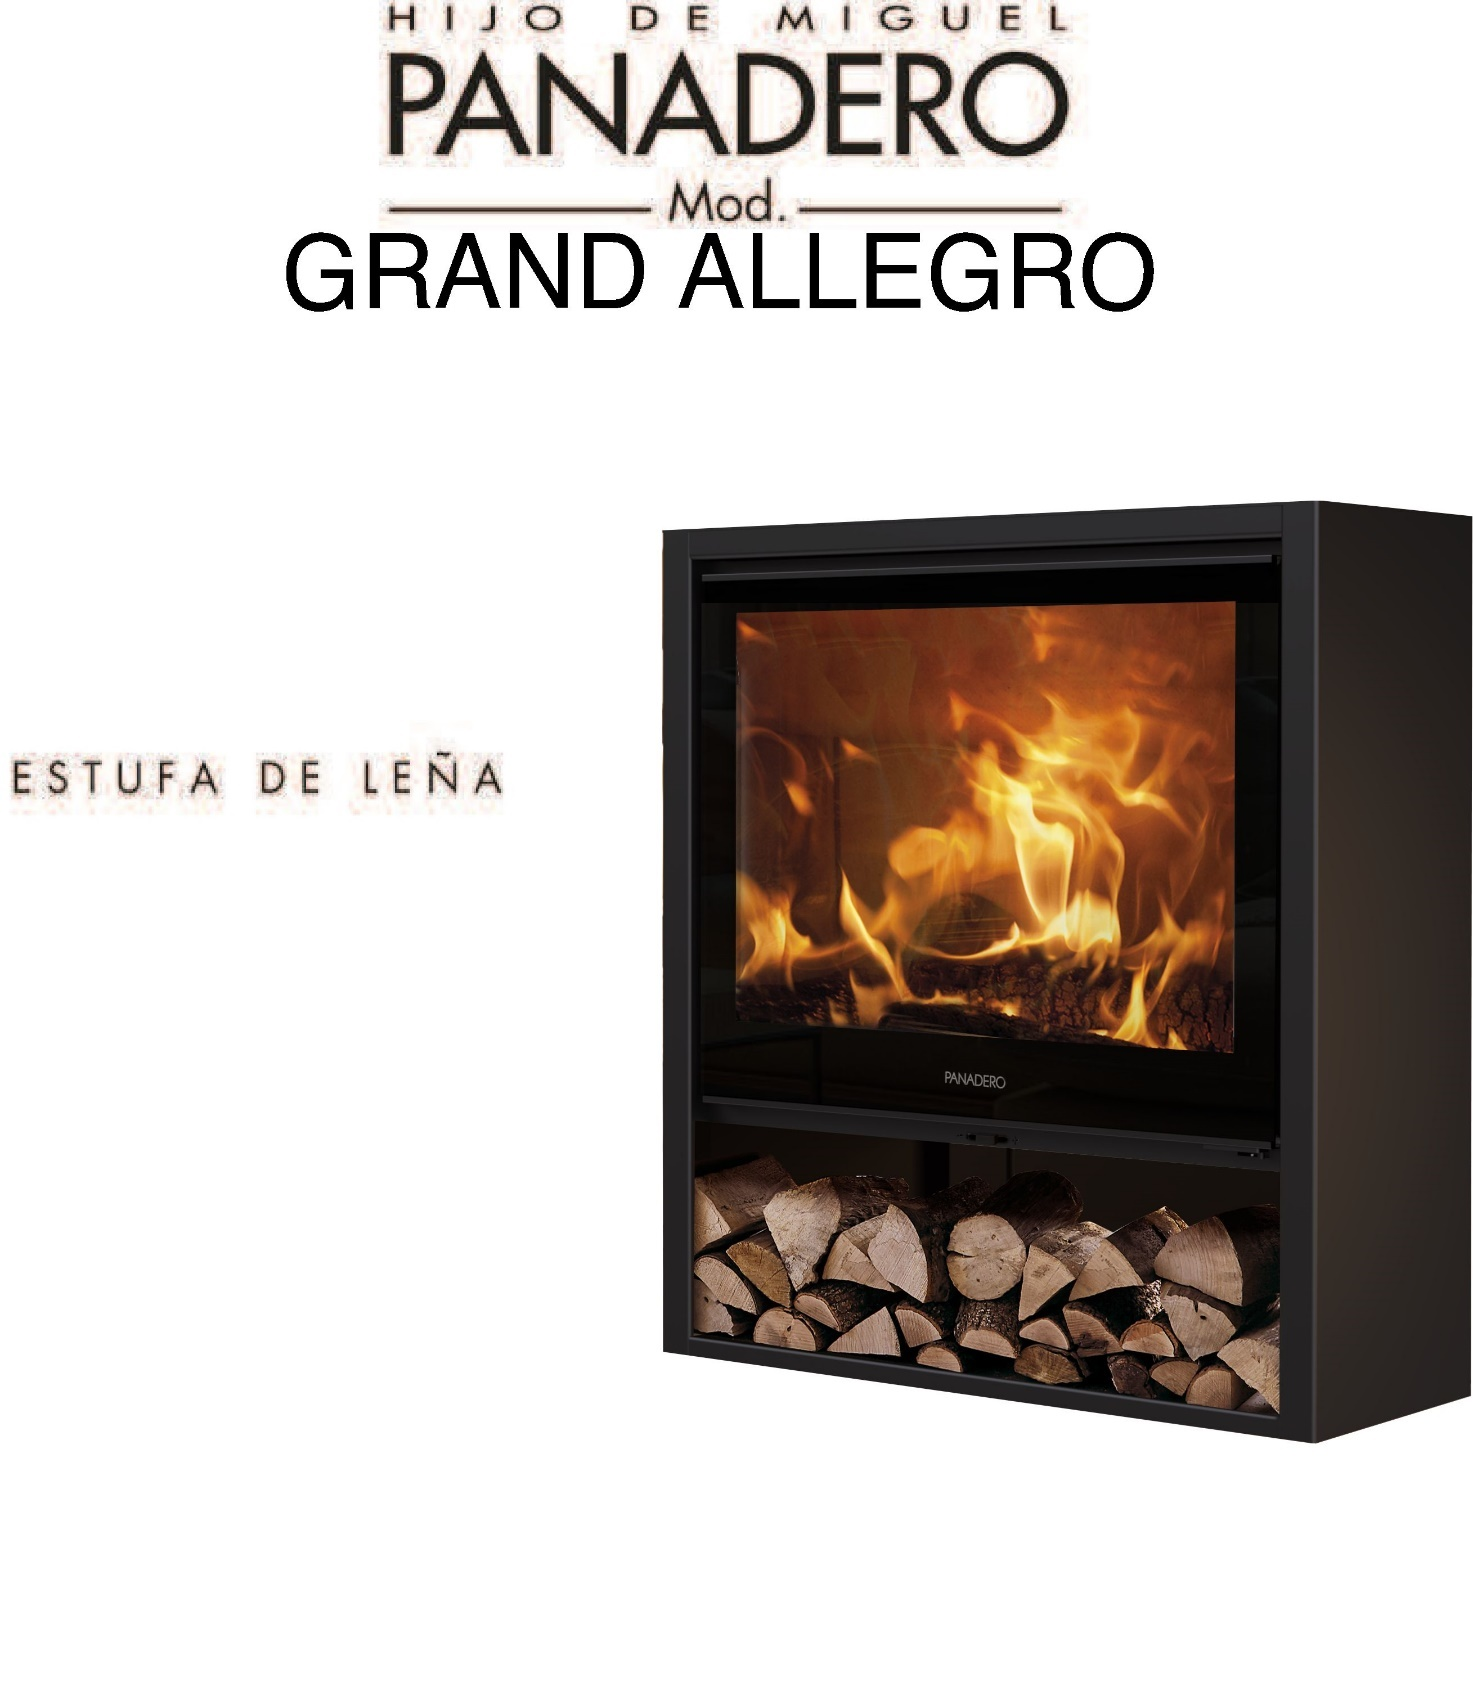 HIJO DE MIGUEL
PANADERO
Mod.
GRAND ALLEGRO
ESTUFA DE LEÑA
PANADERO